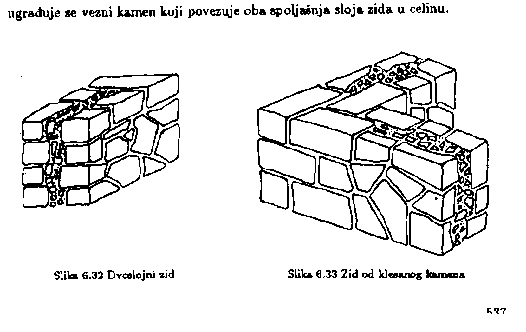 ugrađuje se vezni kamen koji povezuje oba spoljašnja sloja zida u celinu.
Slika 6.32 Dvoslojni zid
Slika 6.33 Zid od klesanog kamena
537